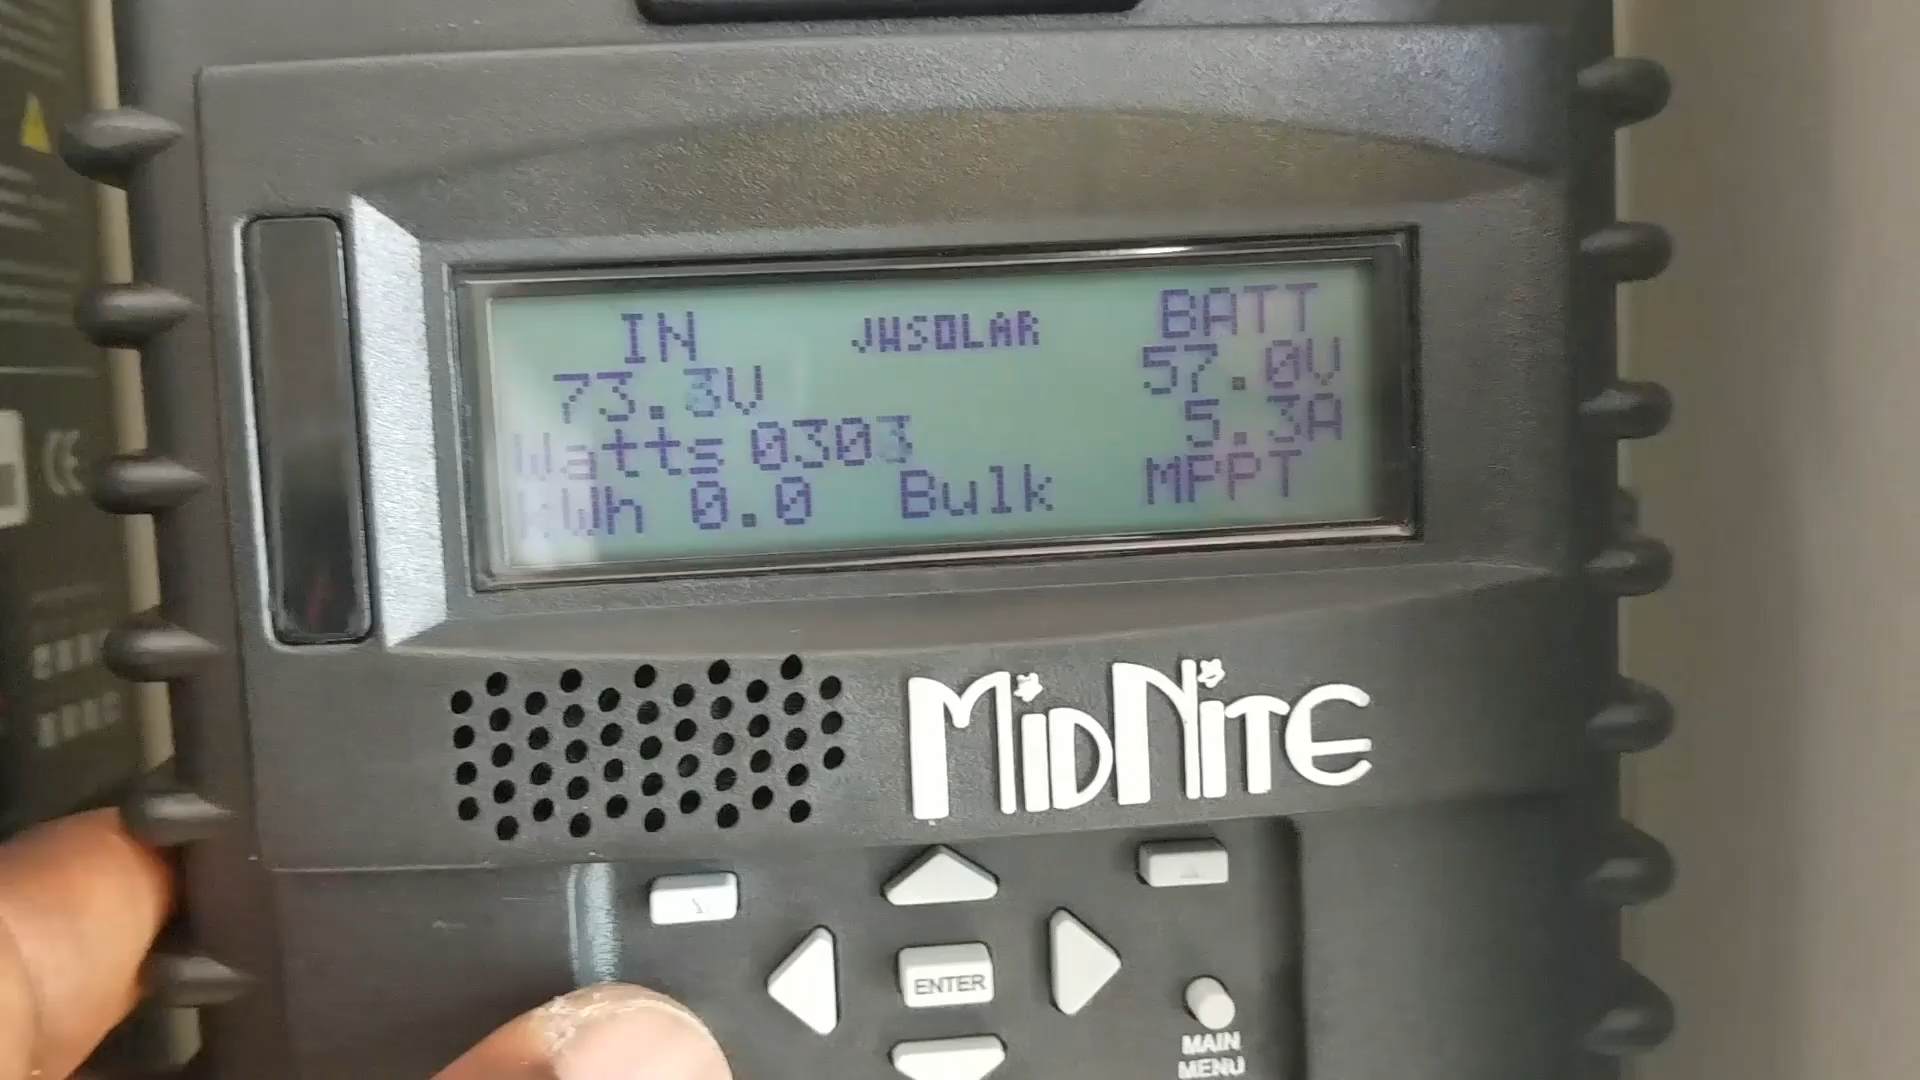 IN JWSOLAR BATT
73.3V 57.0V
Watts 0303 5.3A
kWh 0.0 Bulk MPPT
MIDNITE
ENTER
MAIN
MENU